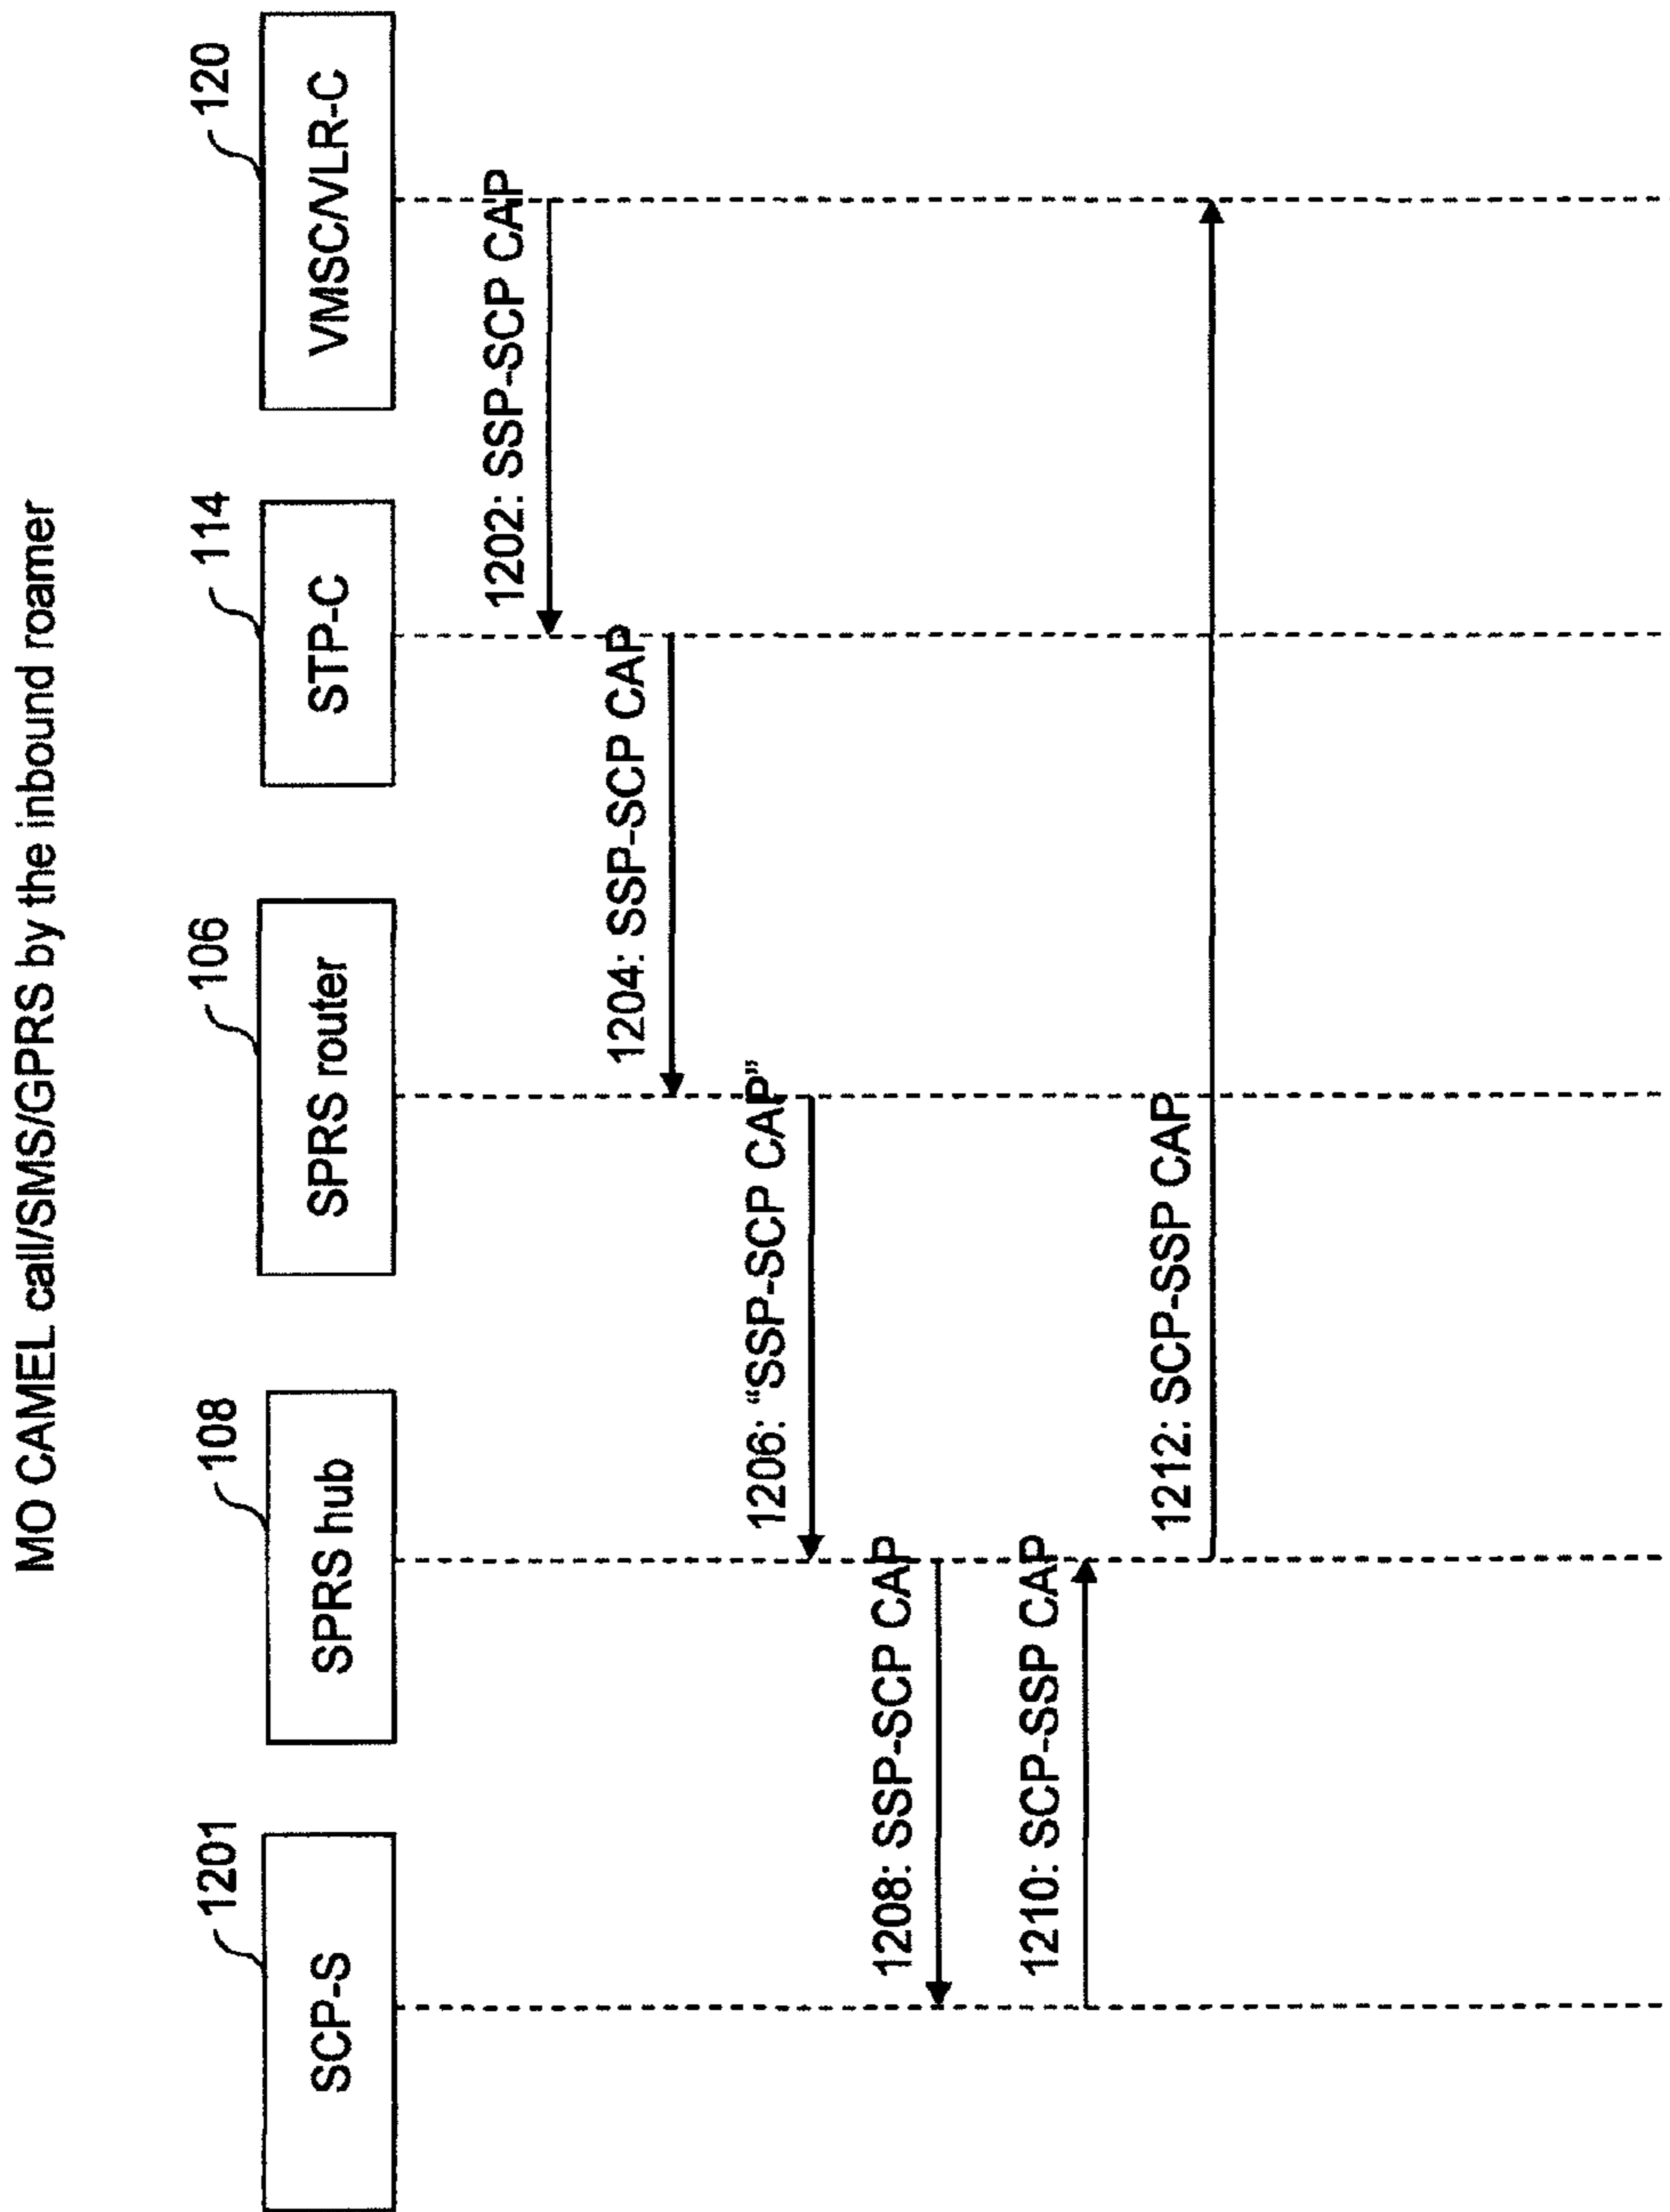 MO CAMEL call/SMS/GPRS by the inbound roamer
1201
108
106
114
120
SCP-S
SPRS hub
SPRS router
STP-C
VMSC/VLR-C
1202: SSP-SCP CAP
1204: SSP-SCP CAP
1206: “SSP-SCP CAP”
1208: SSP-SCP CAP
1210: SCP-SSP CAP
1212: SCP-SSP CAP